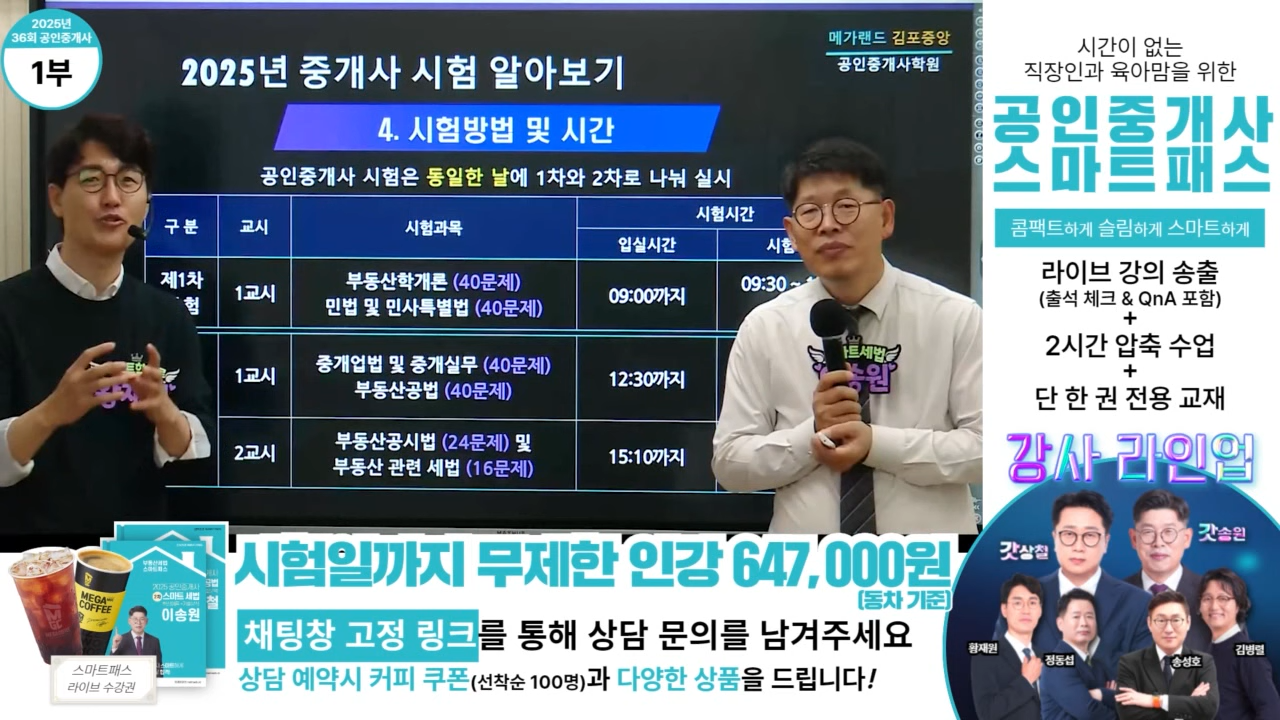 2025년
36회 공인중개사
1부
2025년 중개사 시험 알아보기
메가랜드 김포중앙
공인중개사학원
4. 시험방법 및 시간
공인중개사 시험은 동일한 날에 1차와 2차로 나눠 실시
구 분
교시
시험과목
시험시간
입실시간
제1차
1교시
부동산학개론 (40문제)
민법 및 민사특별법 (40문제)
09:00까지
09:30 ~
1교시
중개업법 및 중개실무 (40문제)
부동산공법 (40문제)
12:30까지
2교시
부동산공시법 (24문제) 및
부동산 관련 세법 (16문제)
15:10까지
시간이 없는
직장인과 육아맘을 위한
공인중개사
스마트패스
콤팩트하게 슬림하게 스마트하게
라이브 강의 송출
(출석 체크 & QnA 포함)
+
2시간 압축 수업
+
단 한 권 전용 교재
강사 라인업
갓상철
갓송원
황재원
정동섭
송성호
김병렬
MEGA
COFFEE
스마트 세법
이송원
스마트패스
라이브 수강권
시험일까지 무제한 인강 647,000원
(동차 기준)
채팅창 고정 링크를 통해 상담 문의를 남겨주세요
상담 예약시 커피 쿠폰(선착순 100명)과 다양한 상품을 드립니다!